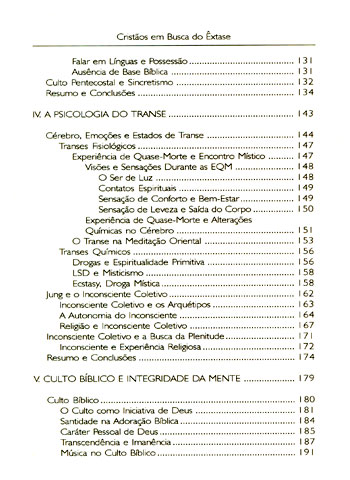 Cristãos em Busca do Êxtase
Falar em Línguas e Possessão ........ 131
Ausência de Base Bíblica ........ 131
Culto Pentecostal e Sincretismo ........ 132
Resumo e Conclusões ........ 134
IV. A PSICOLOGIA DO TRANSE ........ 143
Cérebro, Emoções e Estados de Transe ........ 144
Transes Fisiológicos ........ 147
Experiência de Quase-Morte e Encontro Místico ........ 147
Visões e Sensações Durante as EQM ........ 148
O Ser de Luz ........ 148
Contatos Espirituais ........ 149
Sensação de Conforto e Bem-Estar ........ 149
Sensação de Leveza e Saída do Corpo ........ 150
Experiência de Quase-Morte e Alterações
Químicas no Cérebro ........ 151
O Transe na Meditação Oriental ........ 153
Transes Químicos ........ 156
Drogas e Espiritualidade Primitiva ........ 156
LSD e Misticismo ........ 158
Ecstasy, Droga Mística ........ 158
Jung e o Inconsciente Coletivo ........ 162
Inconsciente Coletivo e os Arquétipos ........ 163
A Autonomia do Inconsciente ........ 164
Religião e Inconsciente Coletivo ........ 167
Inconsciente Coletivo e a Busca da Plenitude ........ 171
Inconsciente e Experiência Religiosa ........ 172
Resumo e Conclusões ........ 174
V. CULTO BÍBLICO E INTEGRIDADE DA MENTE ........ 179
Culto Bíblico ........ 180
O Culto como Iniciativa de Deus ........ 181
Santidade na Adoração Bíblica ........ 184
Caráter Pessoal de Deus ........ 185
Transcendência e Imanência ........ 187
Música no Culto Bíblico ........ 191